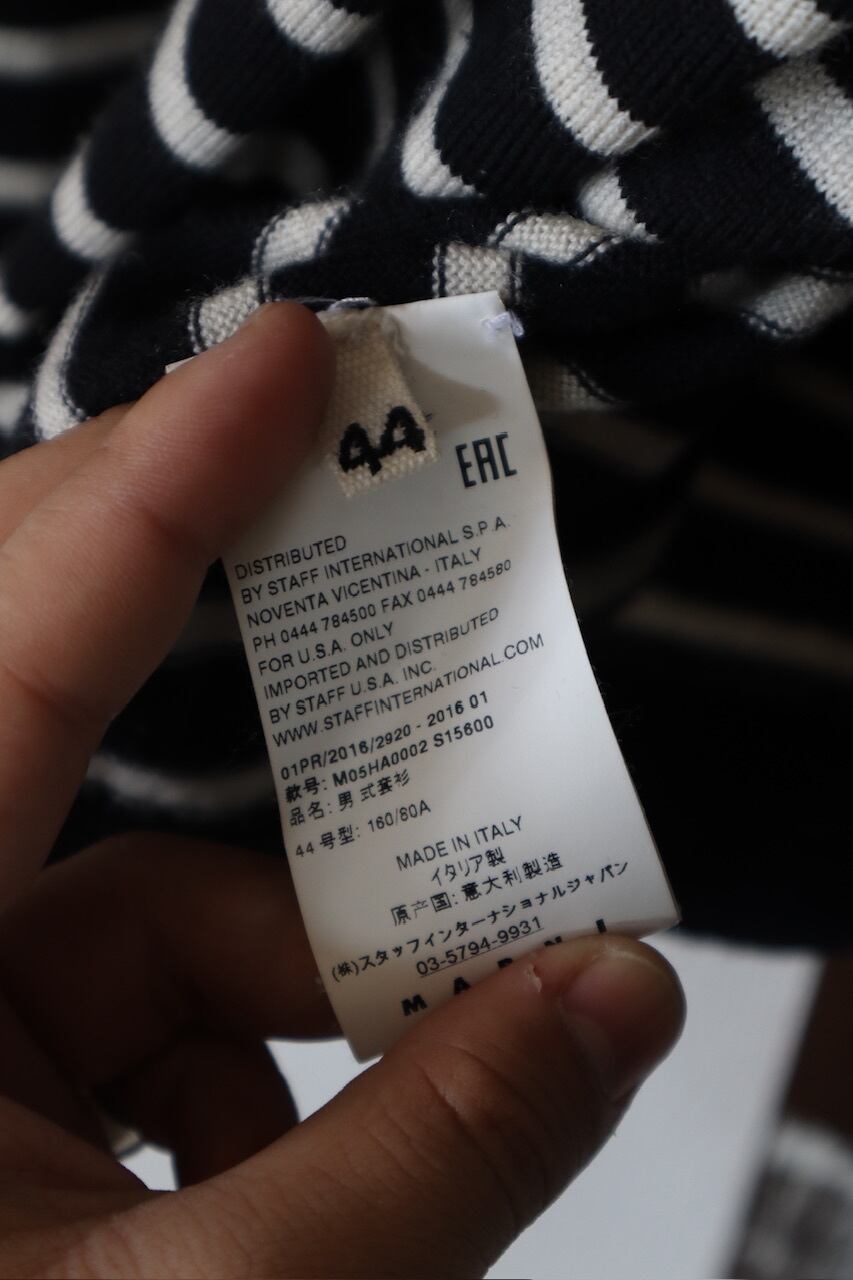 44
EAC
DISTRIBUTED
BY STAFF INTERNATIONAL S.P.A.
NOVENTA VICENTINA - ITALY
PH 0444 784500 FAX 0444 784580
FOR U.S.A. ONLY
IMPORTED AND DISTRIBUTED
BY STAFF U.S.A. INC.
WWW.STAFFINTERNATIONAL.COM
01PR/2016/2920 - 2016 01
款号: M05HA0002 S15600
品名: 男式套衫
44 号型: 160/80A
MADE IN ITALY
イタリア製
原产国: 意大利製造
(株)スタッフインターナショナルジャパン
03-5794-9931
MARNI